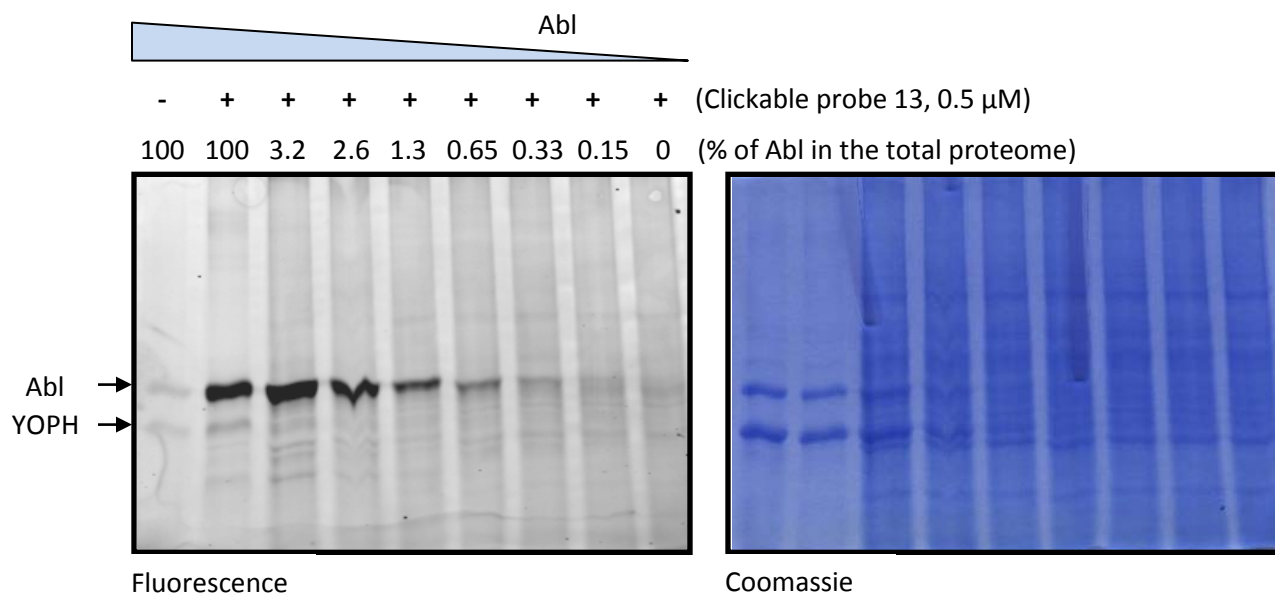 Abl
- + + + + + + + + (Clickable probe 13, 0.5 µM)
100 100 3.2 2.6 1.3 0.65 0.33 0.15 0 (% of Abl in the total proteome)
Abl
YOPH
Fluorescence Coomassie